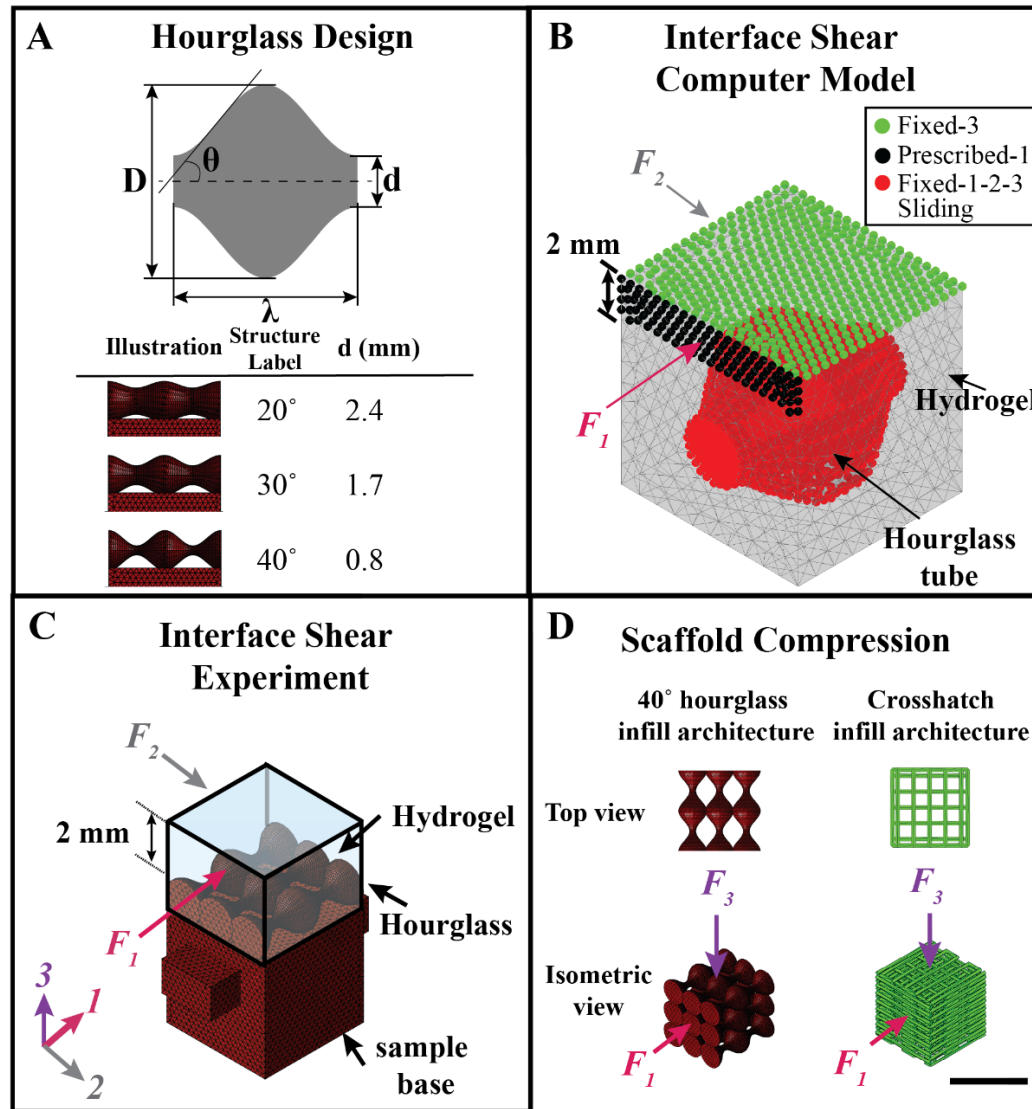 A
Hourglass Design
D
θ
d
λ
Illustration Structure Label d (mm)
20˚ 2.4
30˚ 1.7
40˚ 0.8
B
Interface Shear
Computer Model
Fixed-3
Prescribed-1
Fixed-1-2-3
Sliding
F2
2 mm
F1
Hydrogel
Hourglass
tube
C
Interface Shear
Experiment
F2
2 mm
Hydrogel
Hourglass
F1
3
1
2
sample
base
D
Scaffold Compression
40˚ hourglass
infill architecture
Crosshatch
infill architecture
Top view
F3
F3
Isometric
view
F1
F1